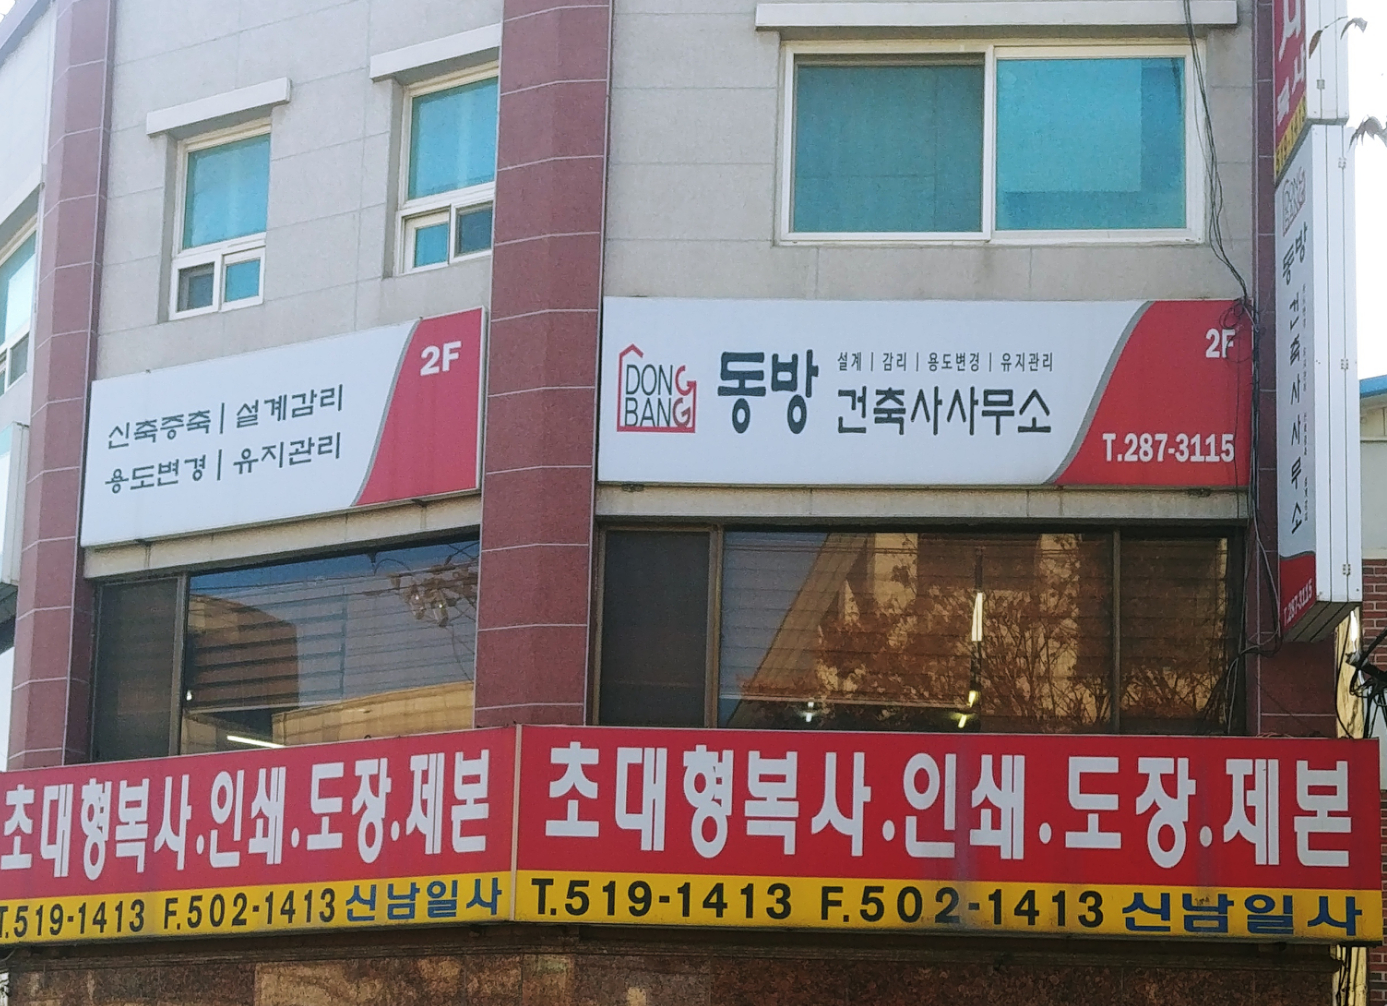 신축증축 | 설계감리
용도변경 | 유지관리
2F
DONG
BANG
동방
설계 | 감리 | 용도변경 | 유지관리
건축사사무소
2F
T.287-3115
DONG
BANG
동방
건축사사무소
T.287-3115
초대형복사.인쇄.도장.제본
T.519-1413 F.502-1413 신남일사
초대형복사.인쇄.도장.제본
T.519-1413 F.502-1413 신남일사